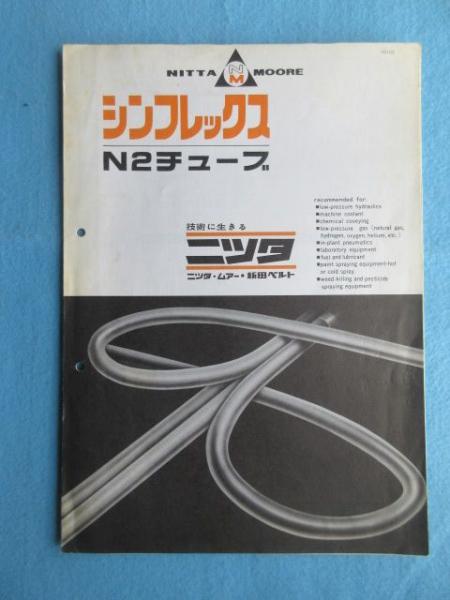 NITTA NM MOORE
シンフレックス
N2チューブ
技術に生きる
ニッタ
ニッタ・ムアー・新田ベルト
recommended for:
■low-pressure hydraulics
■machine coolant
■chemical conveying
■low-pressure gas (natural gas,
hydrogen, oxygen, helium, etc.)
■in-plant pneumatics
■laboratory equipment
■fuel and lubricant
■paint spraying equipment-hot
or cold spray
■weed-killing and pesticide
spraying equipment